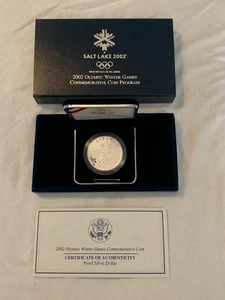 SALT LAKE 2002
2002 OLYMPIC WINTER GAMES
COMMEMORATIVE COIN PROGRAM
2002 Olympic Winter Games Commemorative Coin
CERTIFICATE OF AUTHENTICITY
Proof Silver Dollar